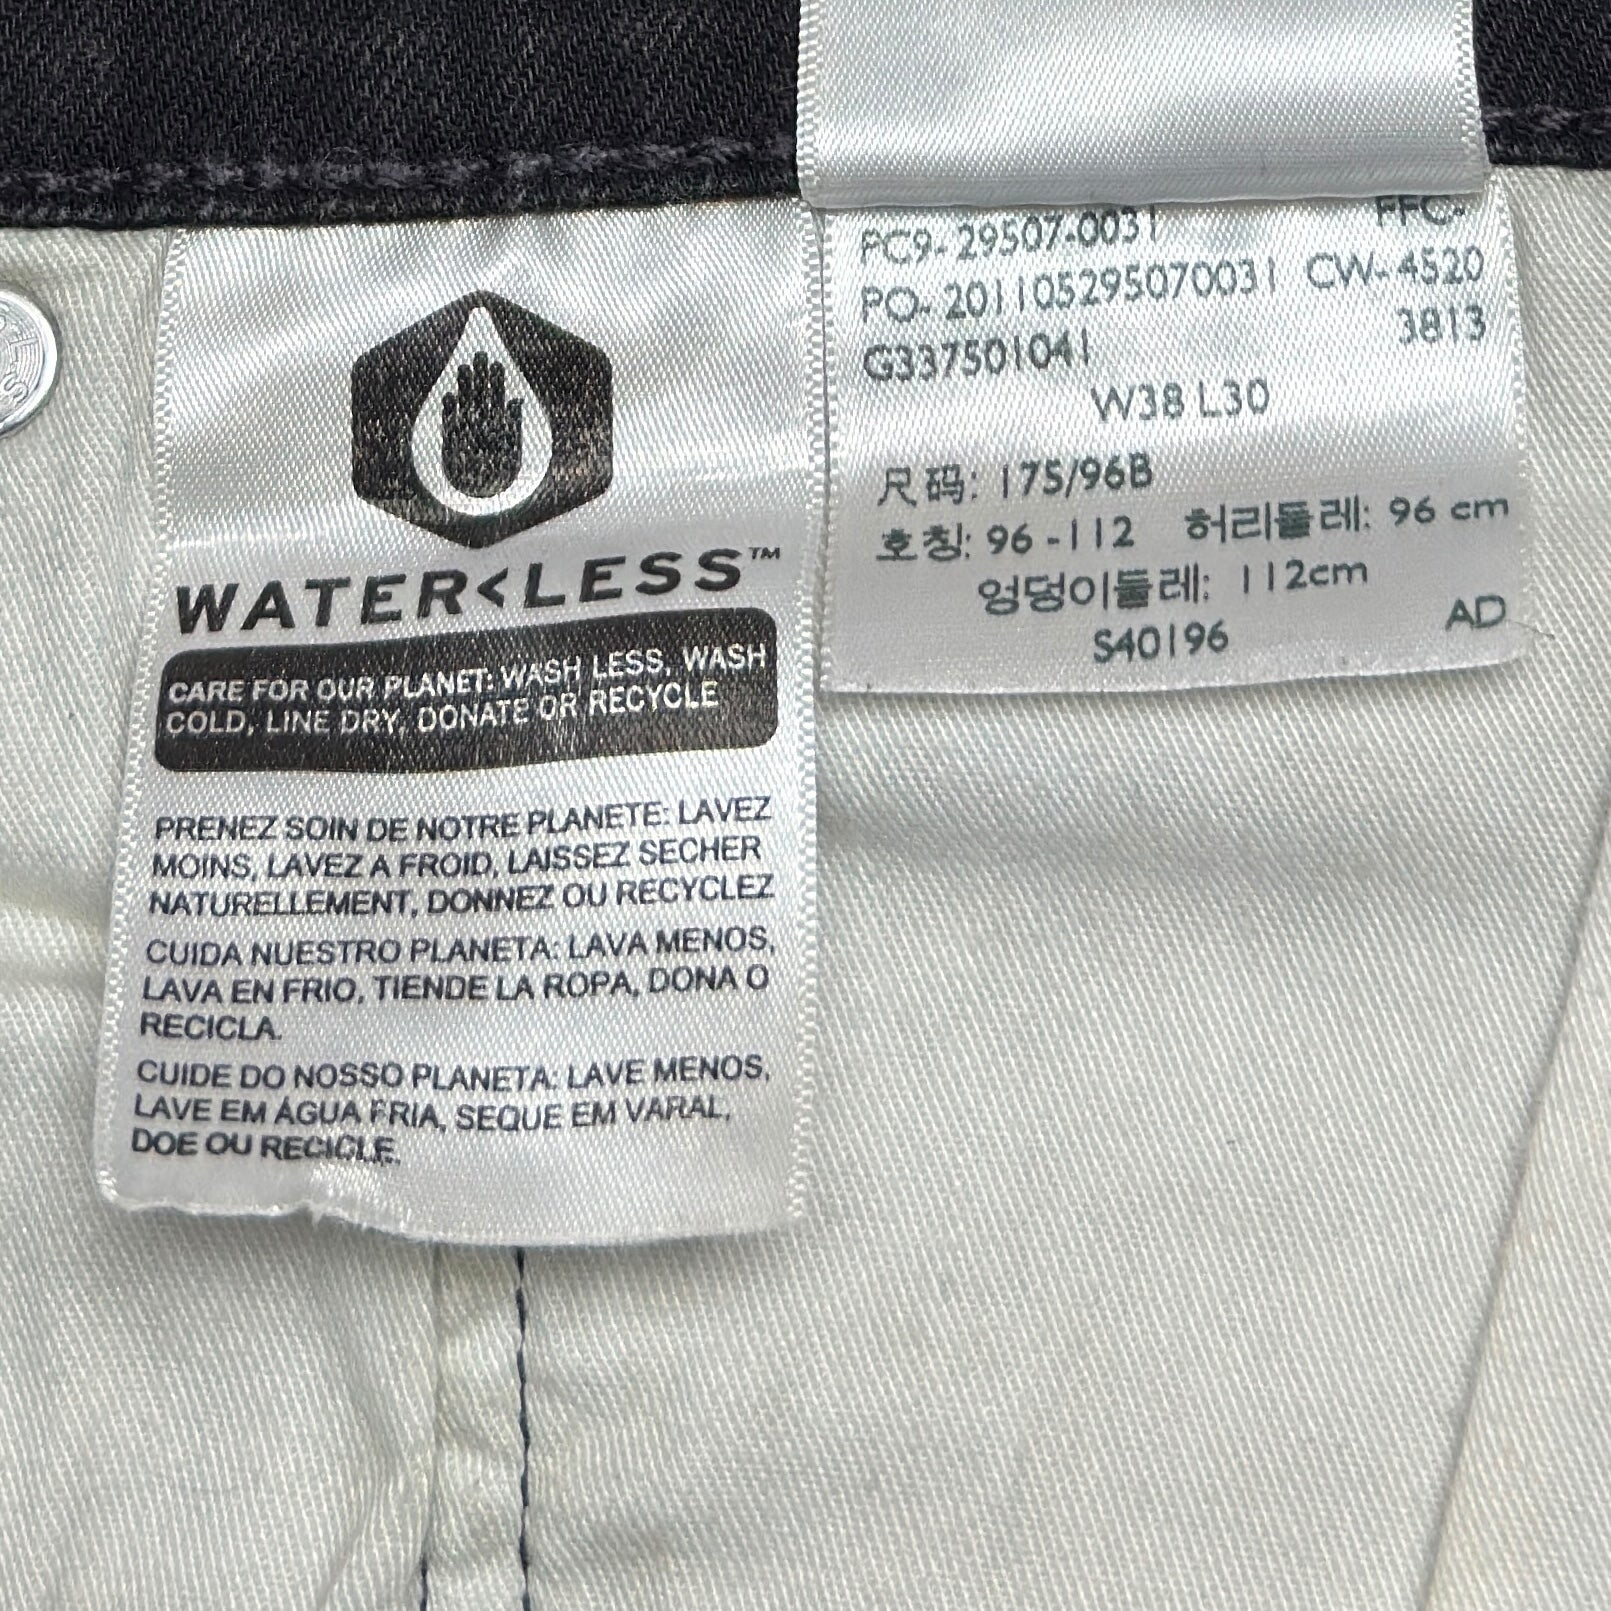 WATER<LESS™
CARE FOR OUR PLANET: WASH LESS, WASH
COLD, LINE DRY, DONATE OR RECYCLE
PRENEZ SOIN DE NOTRE PLANETE: LAVEZ
MOINS, LAVEZ A FROID, LAISSEZ SECHER
NATURELLEMENT, DONNEZ OU RECYCLEZ
CUIDA NUESTRO PLANETA: LAVA MENOS,
LAVA EN FRIO, TIENDE LA ROPA, DONA O
RECICLA.
CUIDE DO NOSSO PLANETA: LAVE MENOS,
LAVE EM ÁGUA FRIA, SEQUE EM VARAL,
DOE OU RECICLE.
PC9-29507-0031 FFC-
PO-201105295070031 CW-4520
G337501041 3813
W38 L30
尺码: 175/96B
호칭: 96-112 허리둘레: 96 cm
엉덩이둘레: 112cm
S40196 AD